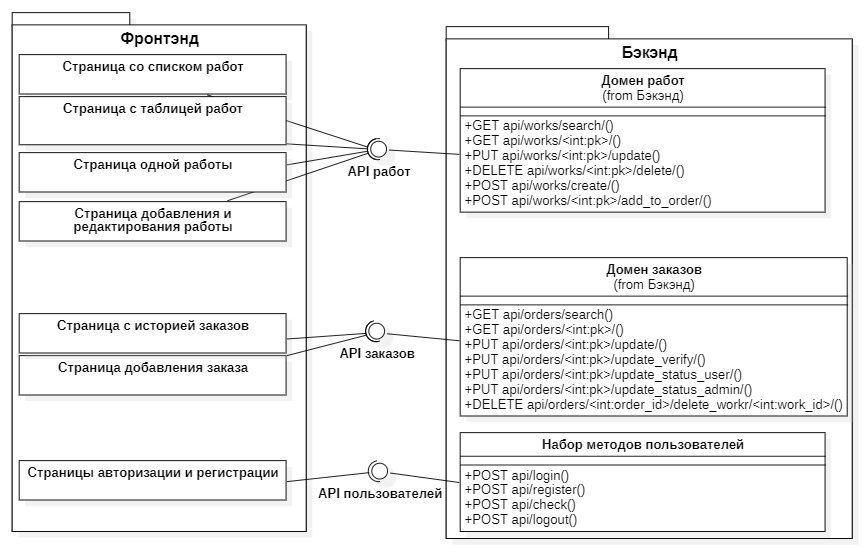 Фронтэнд
Страница со списком работ
Страница с таблицей работ
Страница одной работы
Страница добавления и
редактирования работы
Страница с историей заказов
Страница добавления заказа
Страницы авторизации и регистрации
API работ
API заказов
API пользователей
Бэкэнд
Домен работ
(from Бэкэнд)
+GET api/works/search/()
+GET api/works/<int:pk>/()
+PUT api/works/<int:pk>/update()
+DELETE api/works/<int:pk>/delete/()
+POST api/works/create/()
+POST api/works/<int:pk>/add_to_order/()
Домен заказов
(from Бэкэнд)
+GET api/orders/search()
+GET api/orders/<int:pk>/()
+PUT api/orders/<int:pk>/update/()
+PUT api/orders/<int:pk>/update_verify/()
+PUT api/orders/<int:pk>/update_status_user/()
+PUT api/orders/<int:pk>/update_status_admin/()
+DELETE api/orders/<int:order_id>/delete_workr/<int:work_id>/()
Набор методов пользователей
+POST api/login()
+POST api/register()
+POST api/check()
+POST api/logout()